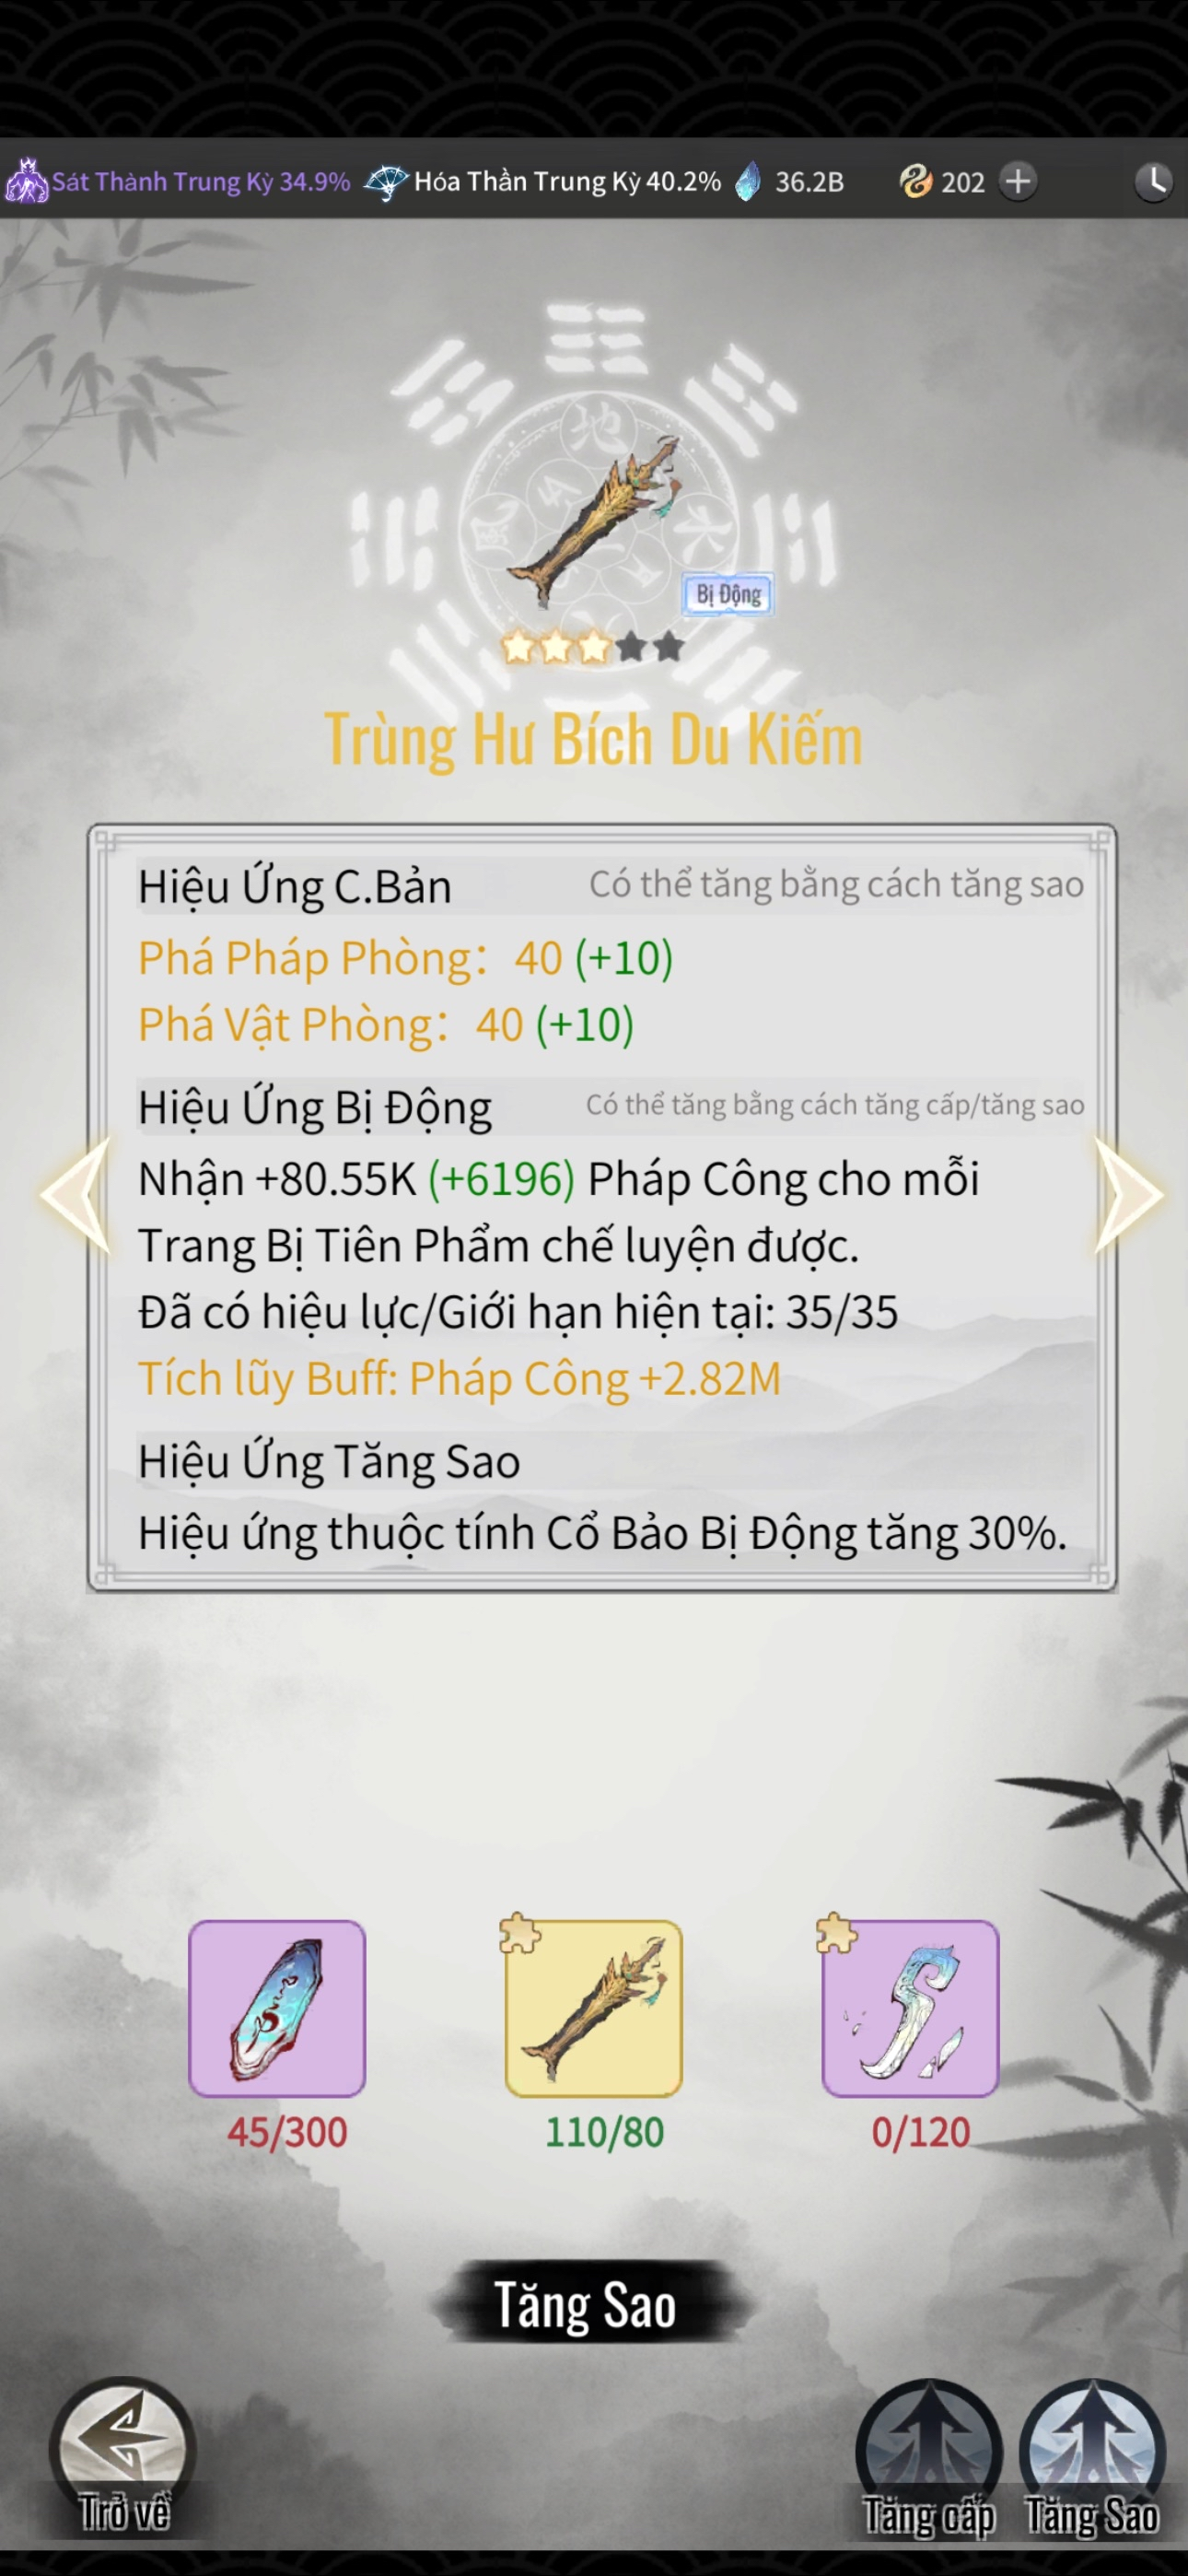 Sát Thành Trung Kỳ 34.9% Hóa Thần Trung Kỳ 40.2% 36.2B 202
地
水
風
Bị Động
Trùng Hư Bích Du Kiếm
Hiệu Ứng C.Bản Có thể tăng bằng cách tăng sao
Phá Pháp Phòng: 40 (+10)
Phá Vật Phòng: 40 (+10)
Hiệu Ứng Bị Động Có thể tăng bằng cách tăng cấp/tăng sao
Nhận +80.55K (+6196) Pháp Công cho mỗi
Trang Bị Tiên Phẩm chế luyện được.
Đã có hiệu lực/Giới hạn hiện tại: 35/35
Tích lũy Buff: Pháp Công +2.82M
Hiệu Ứng Tăng Sao
Hiệu ứng thuộc tính Cổ Bảo Bị Động tăng 30%.
45/300 110/80 0/120
Tăng Sao
Trở về Tăng cấp Tăng Sao